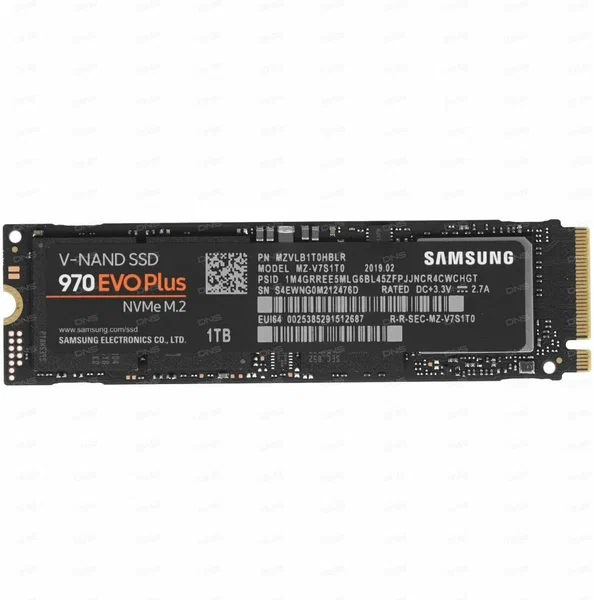 V-NAND SSD
970 EVO Plus
NVMe M.2
www.samsung.com/ssd
SAMSUNG ELECTRONICS CO., LTD.
1TB
PN MZVLB1T0HBLR
MODEL MZ-V7S1T0 2019.02
PSID 1M4GRREE5MLG6BL45ZFPJJNCR4CWCHGT
SN S4EWNG0M212476D RATED DC+3.3V 2.7A
EUI64 0025385291512687 R-R-SEC-MZ-V7S1T0
SAMSUNG
DNS